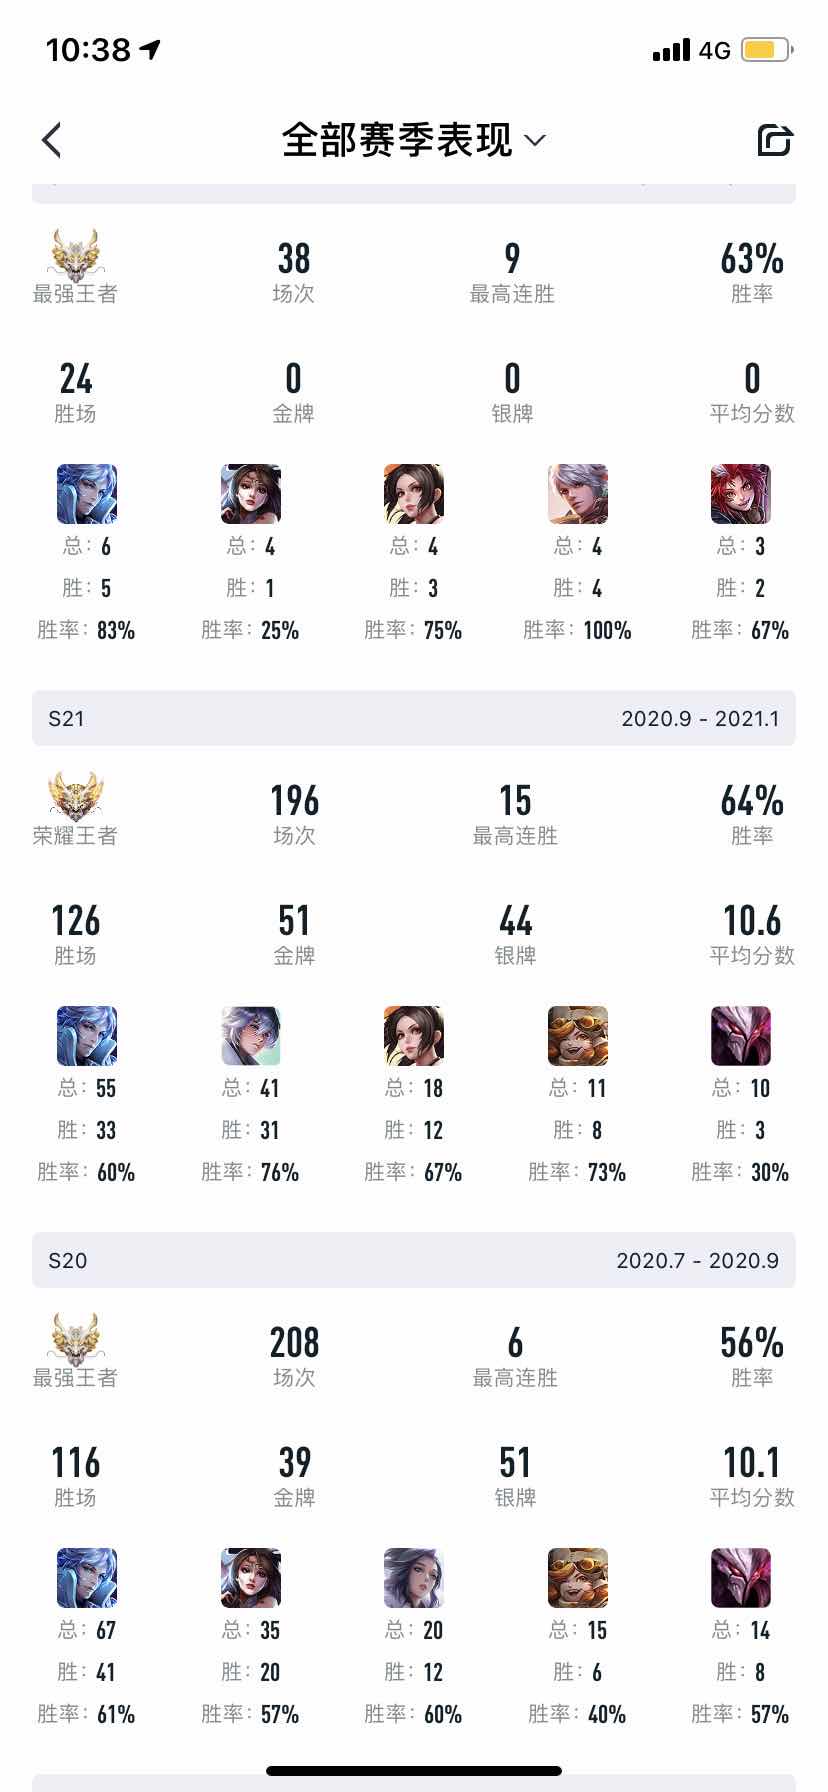 10:38 4G
全部赛季表现
38 9 63%
最强王者 场次 最高连胜 胜率
24 0 0 0
胜场 金牌 银牌 平均分数
总: 6 总: 4 总: 4 总: 4 总: 3
胜: 5 胜: 1 胜: 3 胜: 4 胜: 2
胜率: 83% 胜率: 25% 胜率: 75% 胜率: 100% 胜率: 67%
S21 2020.9 - 2021.1
196 15 64%
荣耀王者 场次 最高连胜 胜率
126 51 44 10.6
胜场 金牌 银牌 平均分数
总: 55 总: 41 总: 18 总: 11 总: 10
胜: 33 胜: 31 胜: 12 胜: 8 胜: 3
胜率: 60% 胜率: 76% 胜率: 67% 胜率: 73% 胜率: 30%
S20 2020.7 - 2020.9
208 6 56%
最强王者 场次 最高连胜 胜率
116 39 51 10.1
胜场 金牌 银牌 平均分数
总: 67 总: 35 总: 20 总: 15 总: 14
胜: 41 胜: 20 胜: 12 胜: 6 胜: 8
胜率: 61% 胜率: 57% 胜率: 60% 胜率: 40% 胜率: 57%